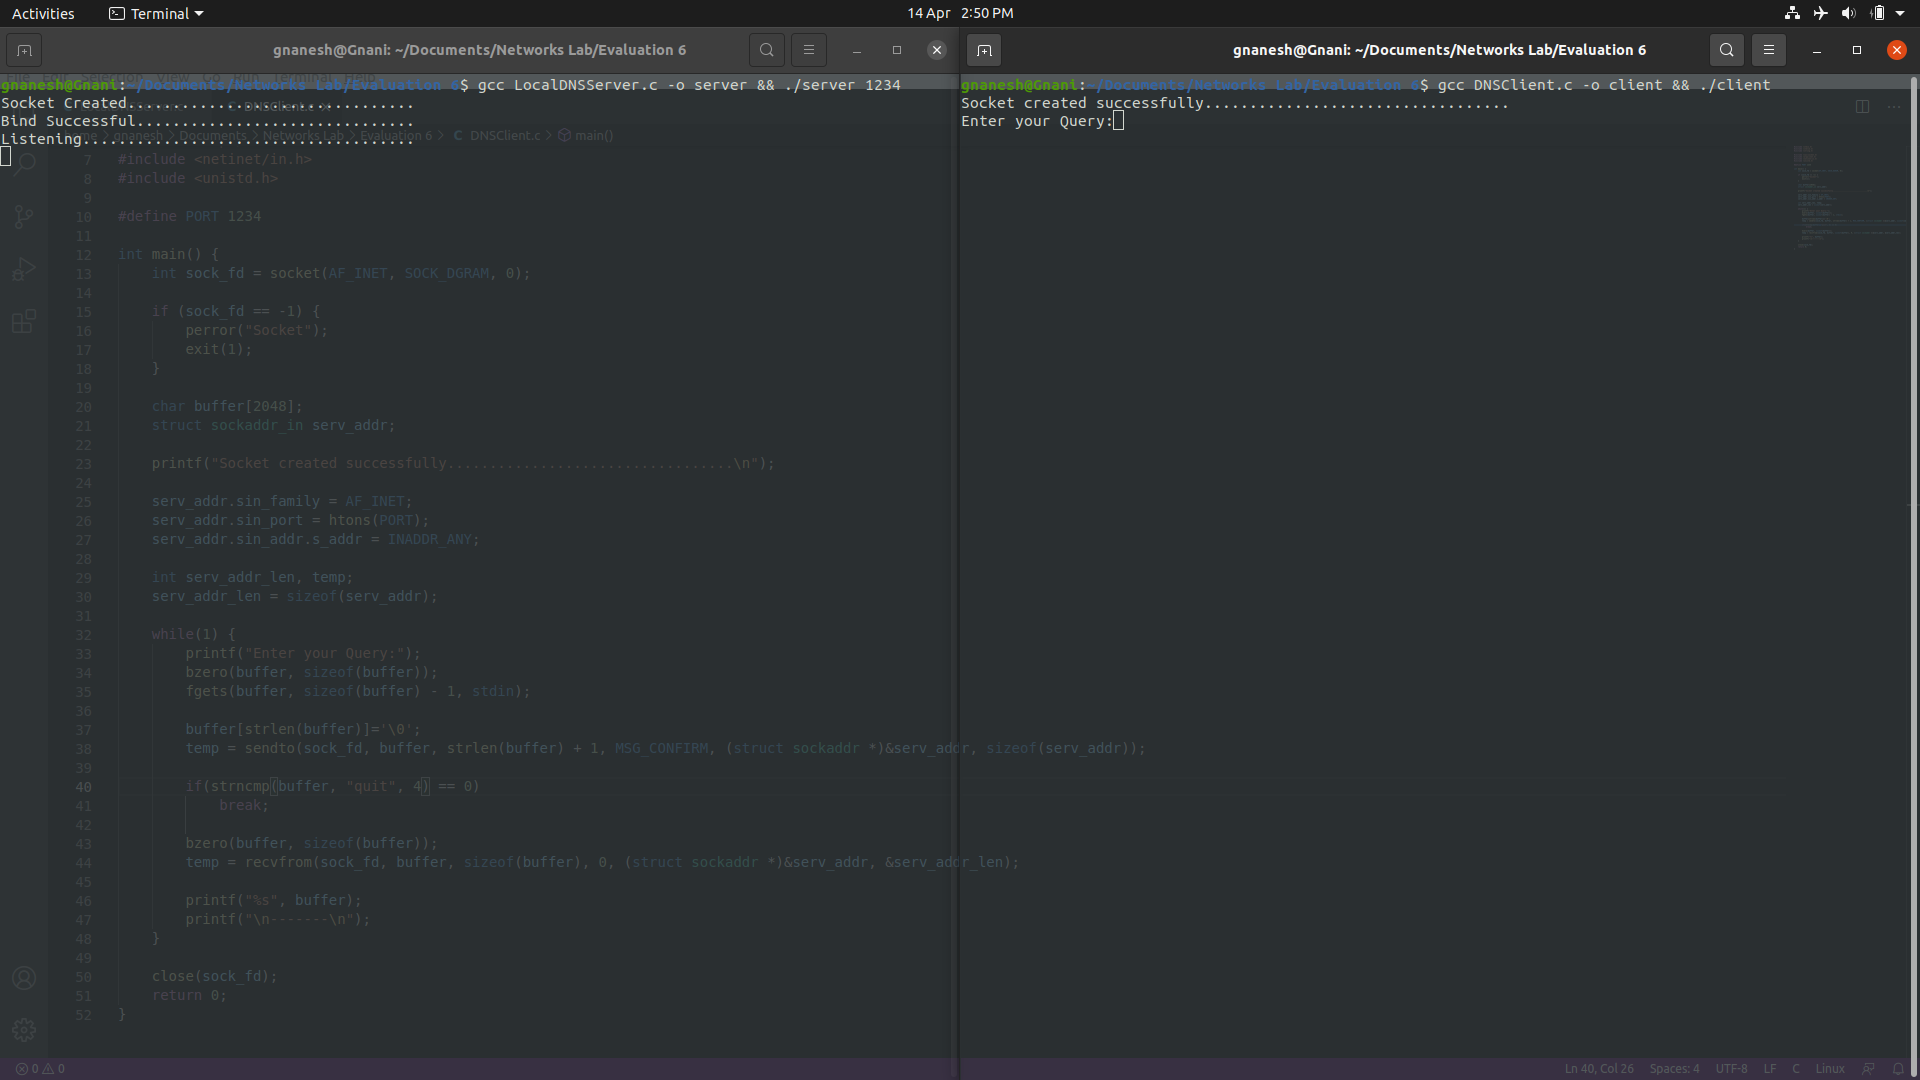 Activities
Terminal
14 Apr 2:50 PM
gnanesh@Gnani: ~/Documents/Networks Lab/Evaluation 6
gnanesh@Gnani: ~/Documents/Networks Lab/Evaluation 6
File Edit Selection View Go Run Terminal Help
gnanesh@Gnani:~/Documents/Networks Lab/Evaluation 6$ gcc LocalDNSServer.c -o server && ./server 1234
Socket Created................................
Bind Successful...............................
Listening.....................................
gnanesh@Gnani:~/Documents/Networks Lab/Evaluation 6$ gcc DNSClient.c -o client && ./client
Socket created successfully..................................
Enter your Query:
C DNSClient.c ×
home > gnanesh > Documents > Networks Lab > Evaluation 6 > C DNSClient.c > main()
7 #include <netinet/in.h>
8 #include <unistd.h>
9
10 #define PORT 1234
11
12 int main() {
13 int sock_fd = socket(AF_INET, SOCK_DGRAM, 0);
14
15 if (sock_fd == -1) {
16 perror("Socket");
17 exit(1);
18 }
19
20 char buffer[2048];
21 struct sockaddr_in serv_addr;
22
23 printf("Socket created successfully..................................\n");
24
25 serv_addr.sin_family = AF_INET;
26 serv_addr.sin_port = htons(PORT);
27 serv_addr.sin_addr.s_addr = INADDR_ANY;
28
29 int serv_addr_len, temp;
30 serv_addr_len = sizeof(serv_addr);
31
32 while(1) {
33 printf("Enter your Query:");
34 bzero(buffer, sizeof(buffer));
35 fgets(buffer, sizeof(buffer) - 1, stdin);
36
37 buffer[strlen(buffer)]='\0';
38 temp = sendto(sock_fd, buffer, strlen(buffer) + 1, MSG_CONFIRM, (struct sockaddr *)&serv_addr, sizeof(serv_addr));
39
40 if(strncmp(buffer, "quit", 4) == 0)
41 break;
42
43 bzero(buffer, sizeof(buffer));
44 temp = recvfrom(sock_fd, buffer, sizeof(buffer), 0, (struct sockaddr *)&serv_addr, &serv_addr_len);
45
46 printf("%s", buffer);
47 printf("\n-------\n");
48 }
49
50 close(sock_fd);
51 return 0;
52 }
0 0
Ln 40, Col 26 Spaces: 4 UTF-8 LF C Linux